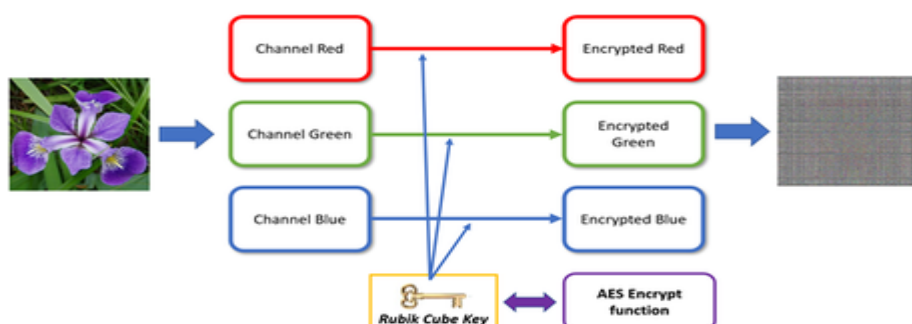 Channel Red
Encrypted Red
Channel Green
Encrypted
Green
Channel Blue
Encrypted Blue
Rubik Cube Key
AES Encrypt
function